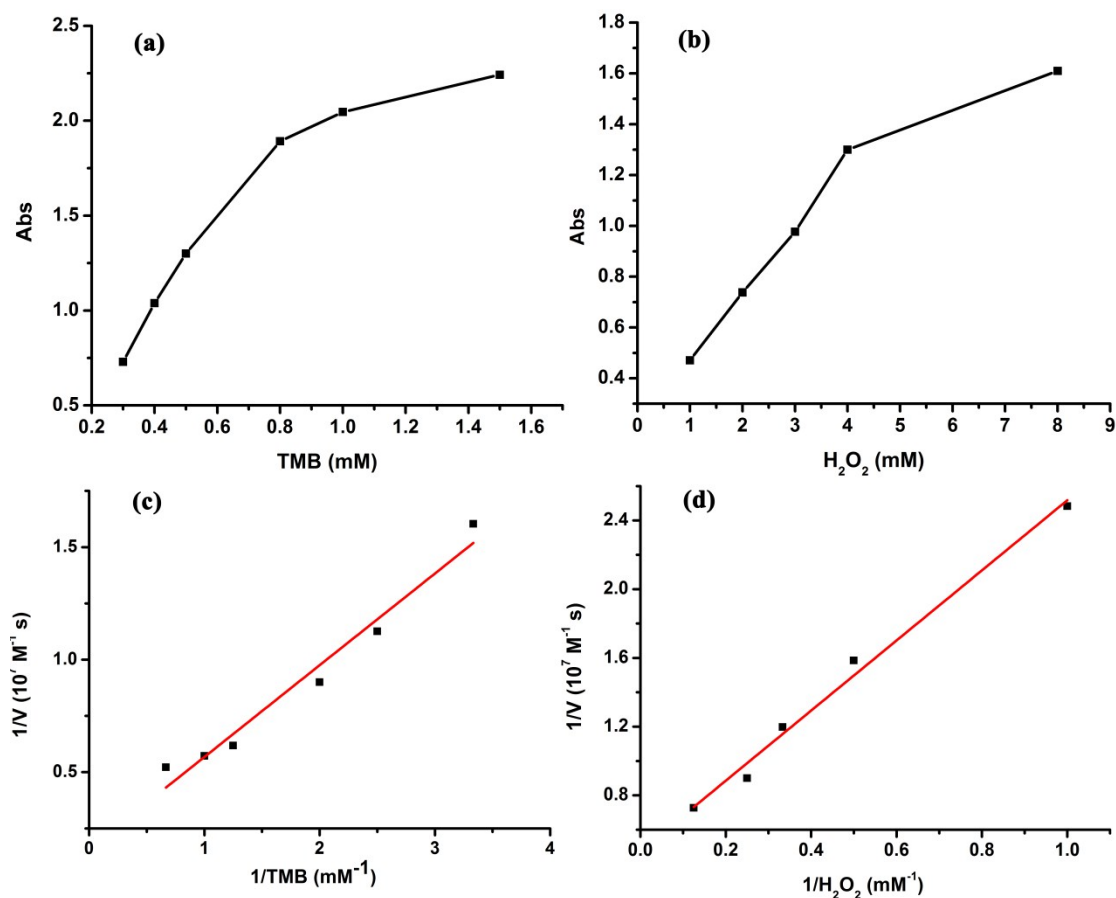 (a)
Abs
2.5
2.0
1.5
1.0
0.5
0.2 0.4 0.6 0.8 1.0 1.2 1.4 1.6
TMB (mM)
(b)
Abs
1.6
1.4
1.2
1.0
0.8
0.6
0.4
0 1 2 3 4 5 6 7 8 9
H₂O₂ (mM)
(c)
1/V (10⁷ M⁻¹ s)
1.5
1.0
0.5
0 1 2 3 4
1/TMB (mM⁻¹)
(d)
1/V (10⁷ M⁻¹ s)
2.4
2.0
1.6
1.2
0.8
0.0 0.2 0.4 0.6 0.8 1.0
1/H₂O₂ (mM⁻¹)